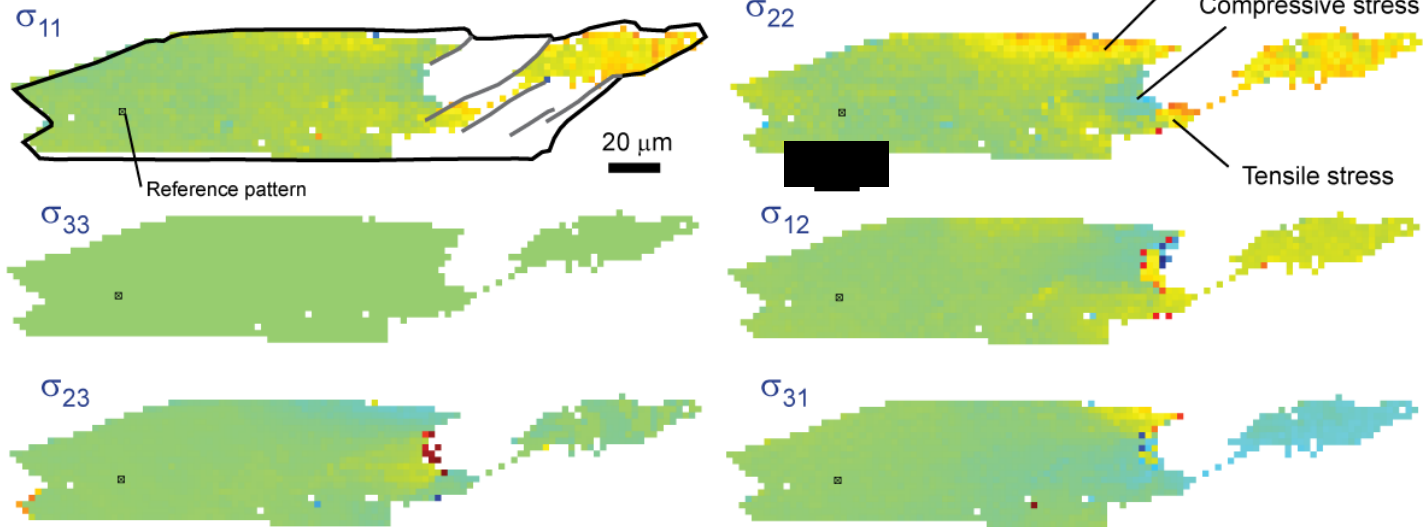 σ11
σ22
Compressive stress
20 μm
Reference pattern
Tensile stress
σ33
σ12
σ23
σ31